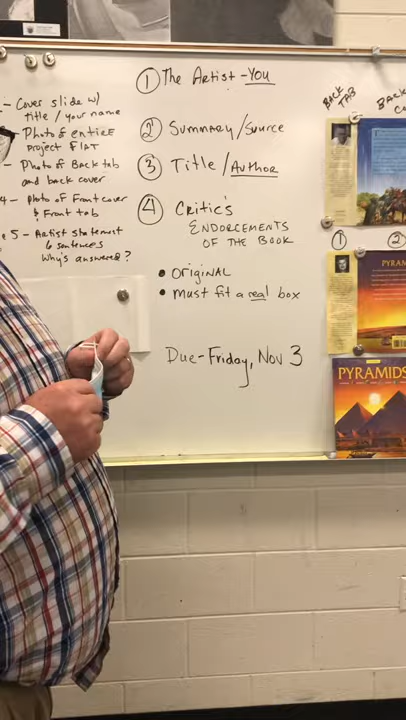 - Cover slide w/
title / your name
- Photo of entire
Project FLAT
- Photo of Back tab
and back cover
4 - Photo of Front cover
& Front tab
5 - Artist statement
6 sentences
Why's answered?
① The Artist - YOU
② Summary/Source
③ Title / Author
④ Critic's
ENDORCEMENTS
OF THE BOOK
• ORIGINAL
• must fit a real box
Due - Friday, Nov 3
BACK
TAB
BACK
①
②
PYRAM
PYRAMIDS